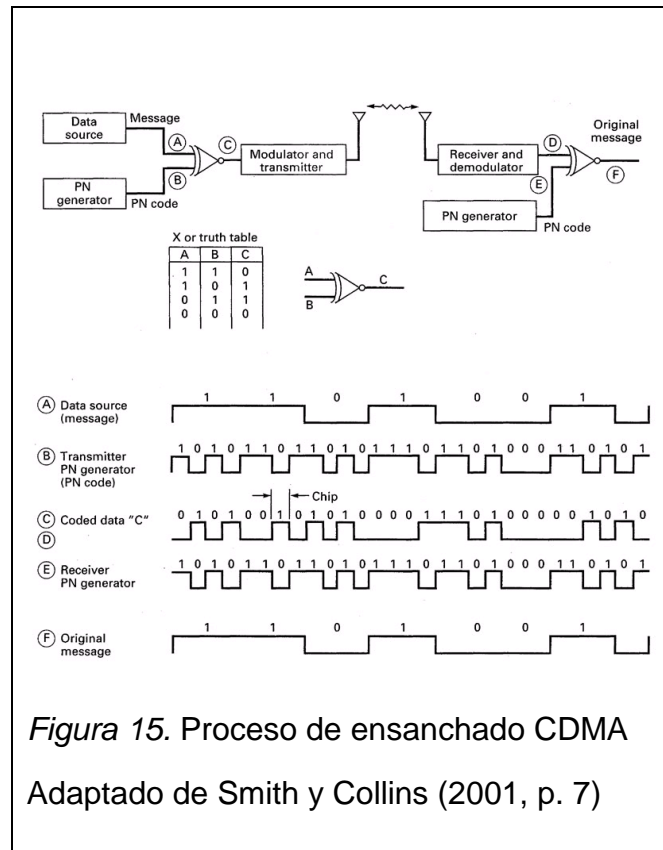 Data source
Message
A
B
PN generator
PN code
C
Modulator and transmitter
Receiver and demodulator
D
E
Original message
F
PN generator
PN code
X or truth table
A B C
1 1 0
1 0 1
0 1 1
0 0 0
A
B
C
A Data source (message)
1 1 0 1 0 0 1
B Transmitter PN generator (PN code)
1 0 1 0 1 1 0 1 1 0 1 0 1 1 1 0 1 1 0 1 0 0 0 1 1 0 1 0 1
Chip
C Coded data "C"
D
0 1 0 1 0 0 1 0 1 0 1 0 0 0 0 1 1 1 0 1 0 0 0 0 0 1 0 1 0
E Receiver PN generator
1 0 1 0 1 1 0 1 1 0 1 0 1 1 1 0 1 1 0 1 0 0 0 1 1 0 1 0 1
F Original message
1 1 0 1 0 0 1
Figura 15. Proceso de ensanchado CDMA
Adaptado de Smith y Collins (2001, p. 7)